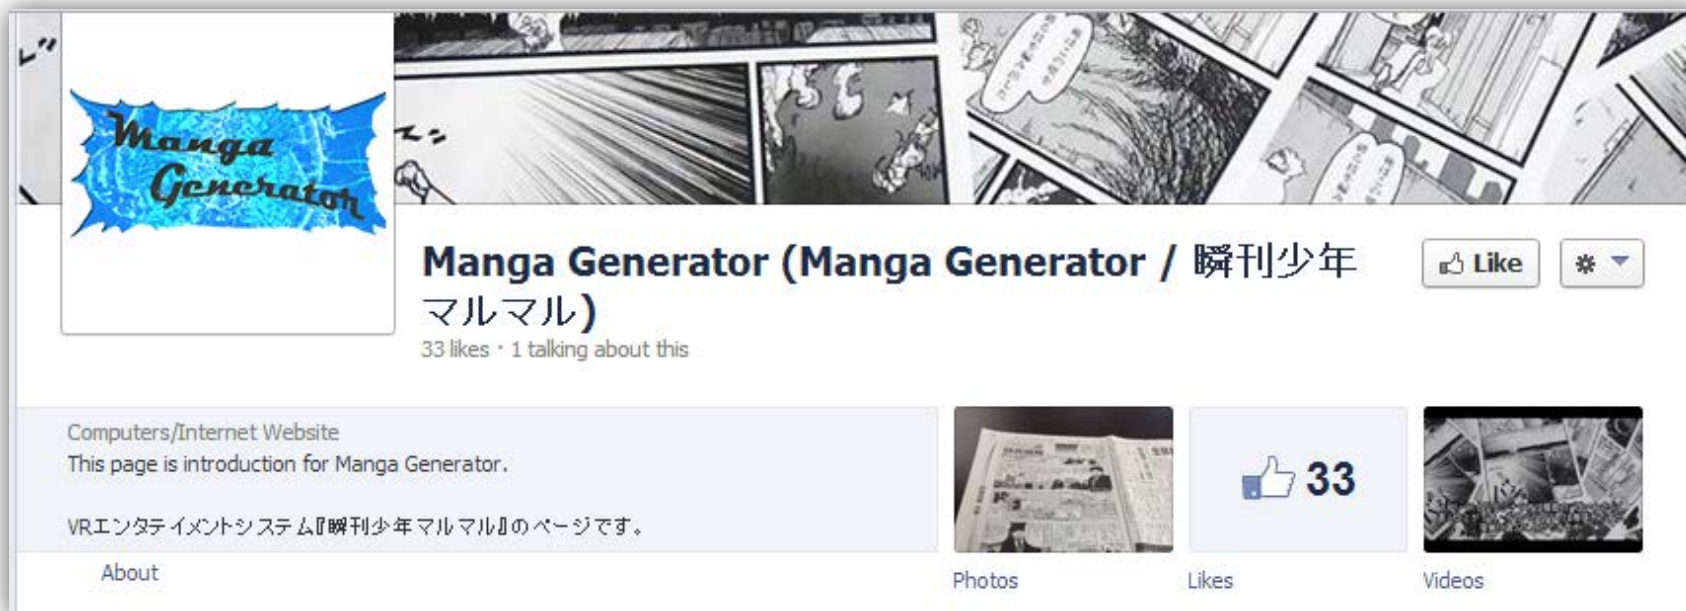 Manga
Generator
Manga Generator (Manga Generator / 瞬刊少年
マルマル)
Like
33 likes · 1 talking about this
Computers/Internet Website
This page is introduction for Manga Generator.
VRエンタテイメントシステム『瞬刊少年マルマル』のページです。
33
About
Photos
Likes
Videos